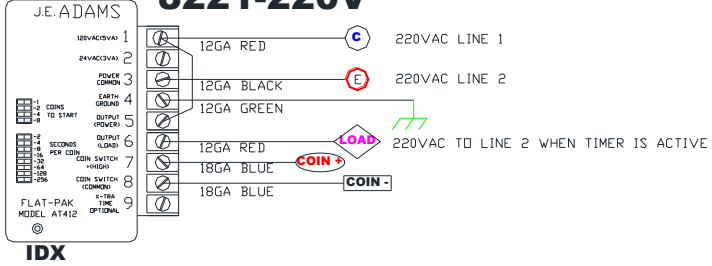 8221-220V
J.E. ADAMS
120VAC(5VA) 1
24VAC(3VA) 2
POWER COMMON 3
EARTH GROUND 4
OUTPUT (POWER) 5
OUTPUT (LOAD) 6
COIN SWITCH +(HIGH) 7
COIN SWITCH (COMMON) 8
X-TRA TIME OPTIONAL 9
-1
-2
-4
-8
COINS TO START
-2
-4
-8
-16
-32
-64
-128
-256
SECONDS PER COIN
FLAT-PAK
MODEL AT412
IDX
12GA RED
C
220VAC LINE 1
12GA BLACK
E
220VAC LINE 2
12GA GREEN
12GA RED
LOAD
220VAC TO LINE 2 WHEN TIMER IS ACTIVE
18GA BLUE
COIN +
18GA BLUE
COIN -